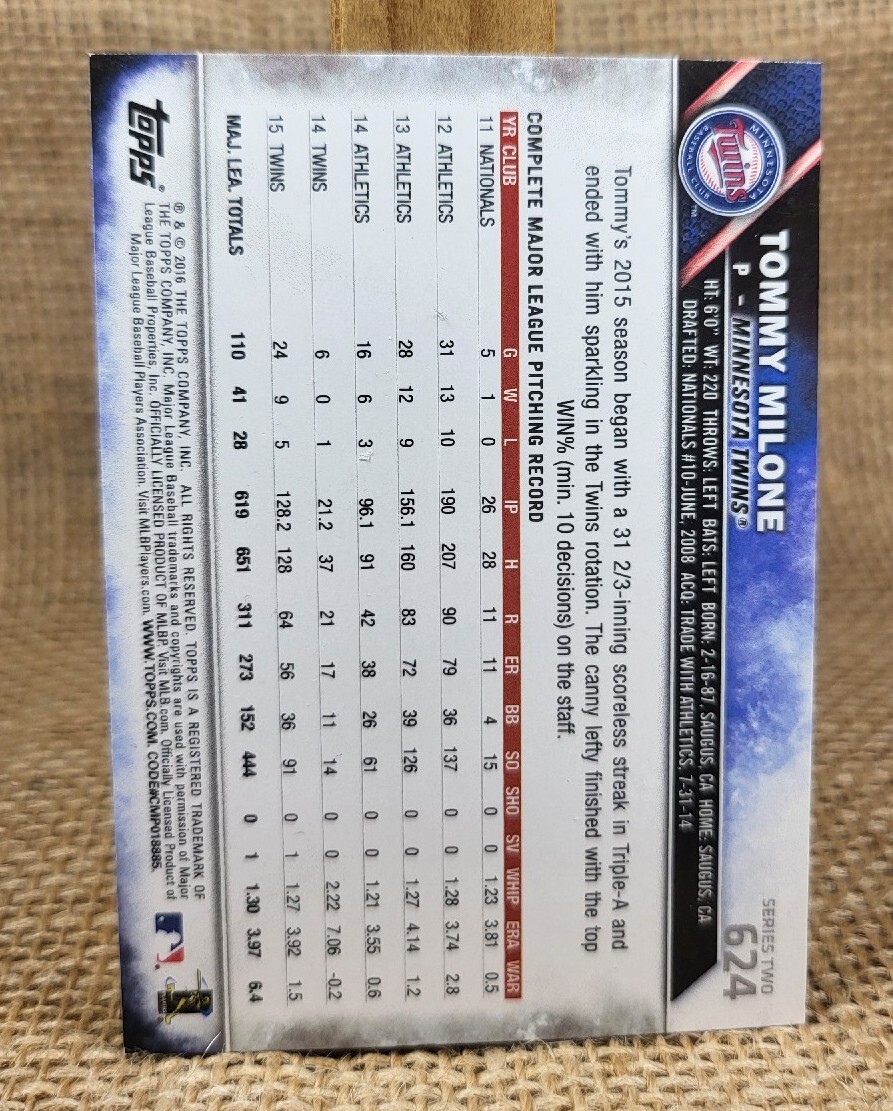 SERIES TWO
624
TOMMY MILONE
P - MINNESOTA TWINS®
MINNESOTA
Twins
BASEBALL CLUB
TM
HT: 6'0" WT: 220 THROWS: LEFT BATS: LEFT BORN: 2-16-87, SAUGUS, CA HOME: SAUGUS, CA
DRAFTED: NATIONALS #10-JUNE, 2008 ACQ: TRADE WITH ATHLETICS, 7-31-14
Tommy's 2015 season began with a 31 2/3-inning scoreless streak in Triple-A and
ended with him sparkling in the Twins rotation. The canny lefty finished with the top
WIN% (min. 10 decisions) on the staff.
COMPLETE MAJOR LEAGUE PITCHING RECORD
YR CLUB G W L IP H R ER BB SO SHO SV WHIP ERA WAR
11 NATIONALS 5 1 0 26 28 11 11 4 15 0 0 1.23 3.81 0.5
12 ATHLETICS 31 13 10 190 207 90 79 36 137 0 0 1.28 3.74 2.8
13 ATHLETICS 28 12 9 156.1 160 83 72 39 126 0 0 1.27 4.14 1.2
14 ATHLETICS 16 6 3 96.1 91 42 38 26 61 0 0 1.21 3.55 0.6
14 TWINS 6 0 1 21.2 37 21 17 11 14 0 0 2.22 7.06 -0.2
15 TWINS 24 9 5 128.2 128 64 56 36 91 0 1 1.27 3.92 1.5
MAJ. LEA. TOTALS 110 41 28 619 651 311 273 152 444 0 1 1.30 3.97 6.4
topps®
® & © 2016 THE TOPPS COMPANY, INC. ALL RIGHTS RESERVED. TOPPS IS A REGISTERED TRADEMARK OF
THE TOPPS COMPANY, INC. Major League Baseball trademarks and copyrights are used with permission of Major
League Baseball Properties, Inc. OFFICIALLY LICENSED PRODUCT OF MLBP. Visit MLB.com. Officially Licensed Product of
Major League Baseball Players Association. Visit MLBPlayers.com. WWW.TOPPS.COM. CODE#CMP018885.